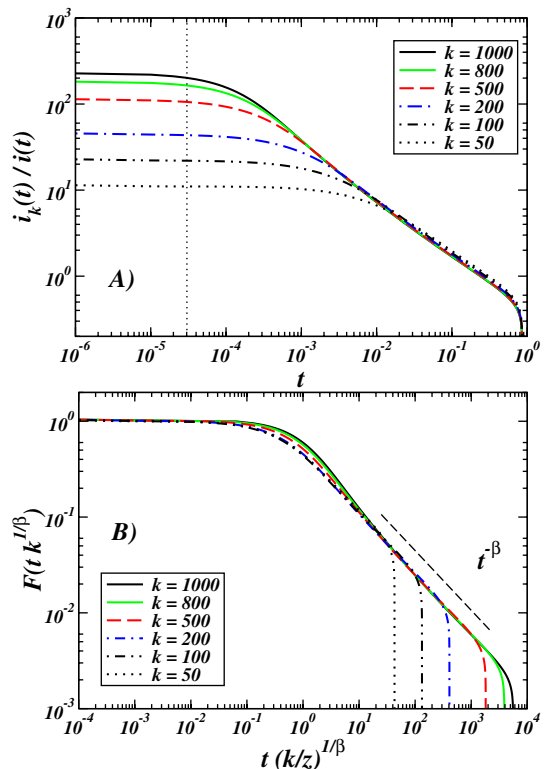 10^3
10^2
10^1
10^0
i_k(t) / i(t)
k = 1000
k = 800
k = 500
k = 200
k = 100
k = 50
A)
10^-6 10^-5 10^-4 10^-3 10^-2 10^-1 10^0
t
10^0
10^-1
10^-2
10^-3
F(t k^1/β)
t^-β
B)
k = 1000
k = 800
k = 500
k = 200
k = 100
k = 50
10^-4 10^-3 10^-2 10^-1 10^0 10^1 10^2 10^3 10^4
t (k/z)^1/β